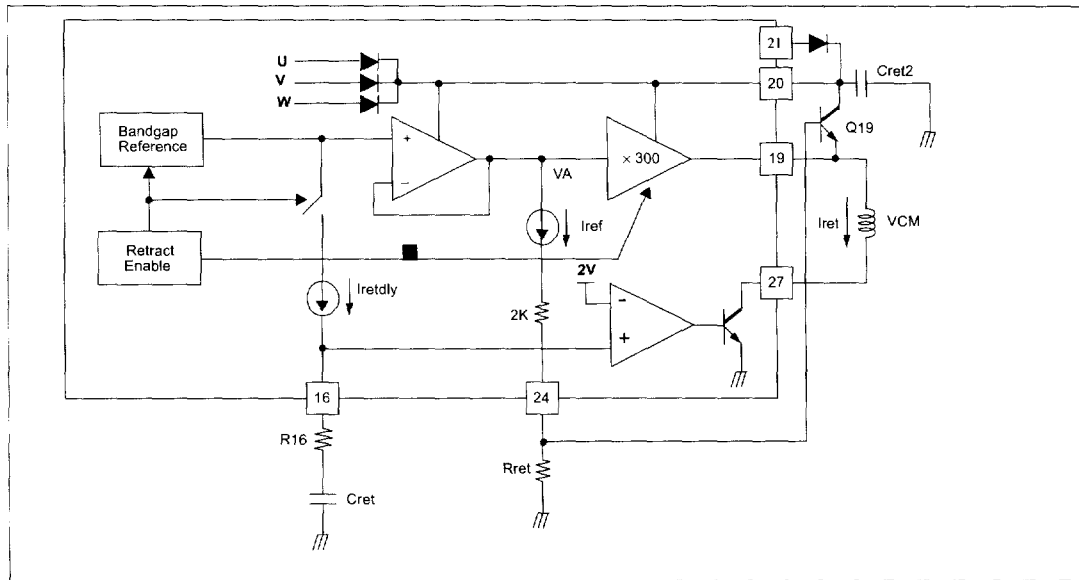 21
U
V
W
20
Cret2
Q19
Bandgap
Reference
+
−
× 300
19
VA
Iref
Iret
VCM
Retract
Enable
2V
27
Iretdly
2K
−
+
16
24
R16
Rret
Cret